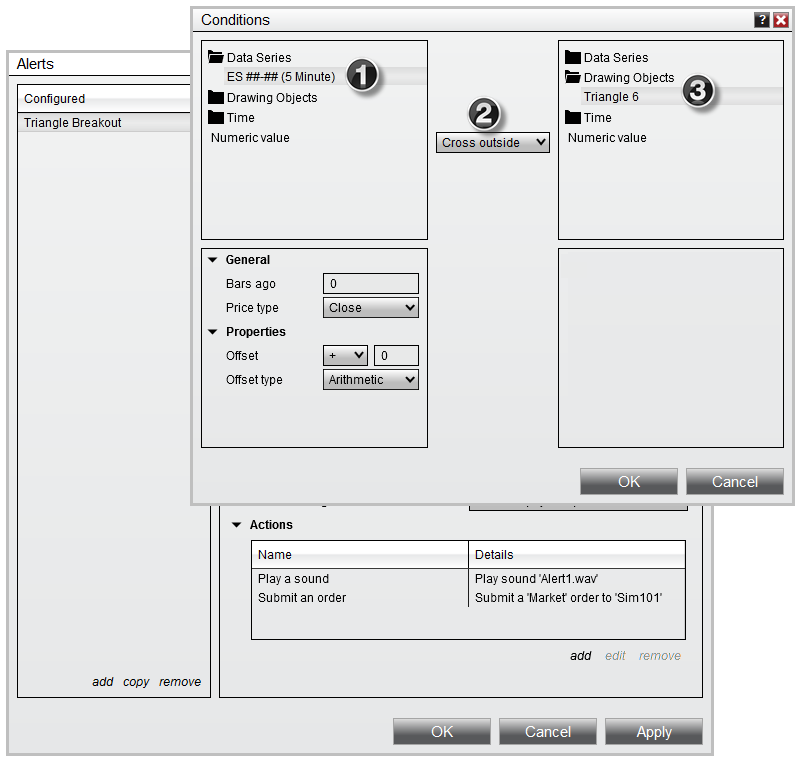 Conditions
?
Data Series
ES ##-## (5 Minute)
1
Drawing Objects
Time
Numeric value
2
Cross outside
Data Series
Drawing Objects
Triangle 6
3
Time
Numeric value
General
Bars ago
0
Price type
Close
Properties
Offset
+
0
Offset type
Arithmetic
OK
Cancel
Alerts
Configured
Triangle Breakout
add copy remove
Actions
Name Details
Play a sound Play sound 'Alert1.wav'
Submit an order Submit a 'Market' order to 'Sim101'
add edit remove
OK
Cancel
Apply